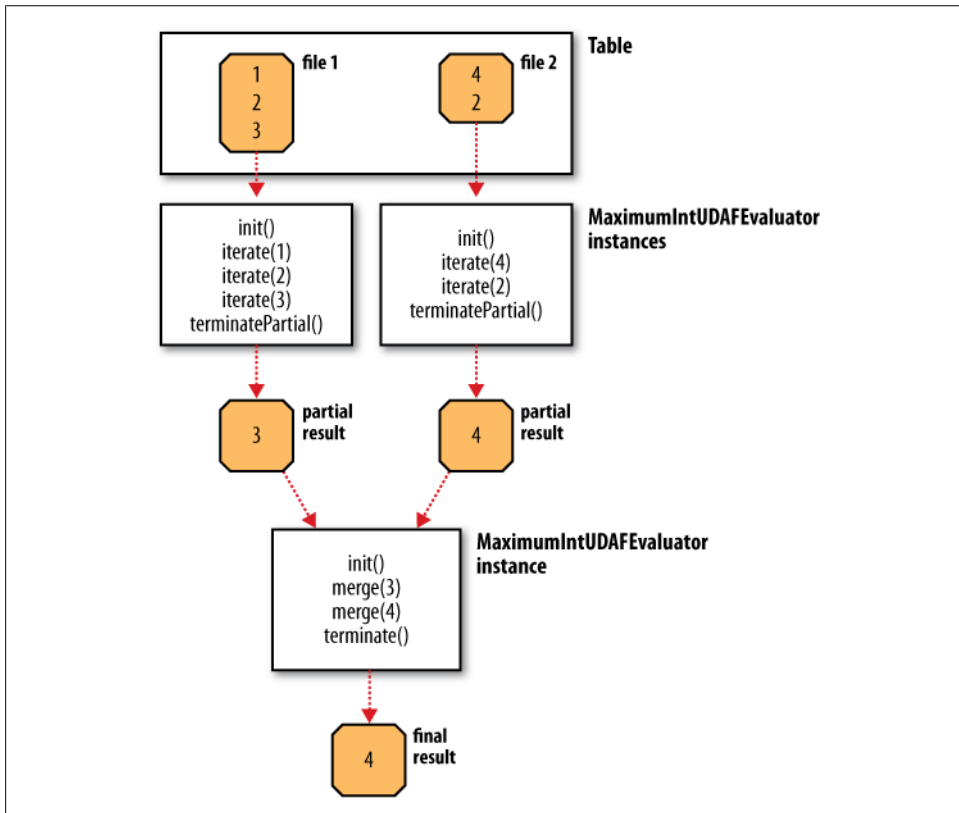 Table
file 1
1
2
3
file 2
4
2
MaximumIntUDAFEvaluator
instances
init()
iterate(1)
iterate(2)
iterate(3)
terminatePartial()
init()
iterate(4)
iterate(2)
terminatePartial()
3
partial
result
4
partial
result
MaximumIntUDAFEvaluator
instance
init()
merge(3)
merge(4)
terminate()
4
final
result